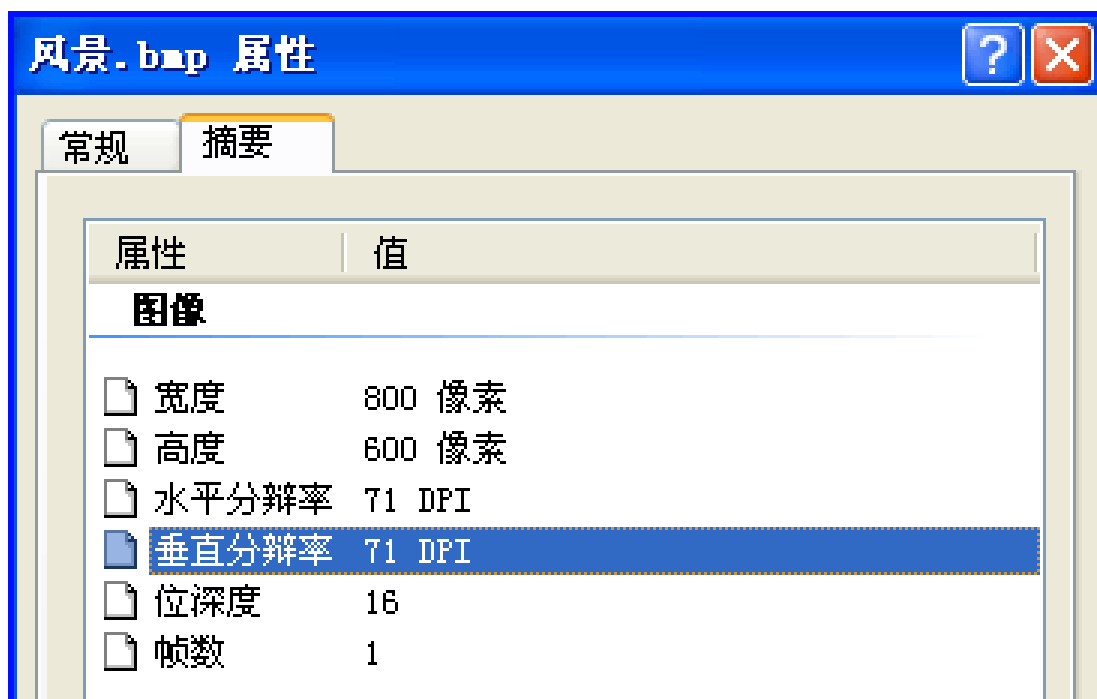 风景.bmp 属性
常规 摘要
属性 值
图像
宽度 800 像素
高度 600 像素
水平分辩率 71 DPI
垂直分辩率 71 DPI
位深度 16
帧数 1